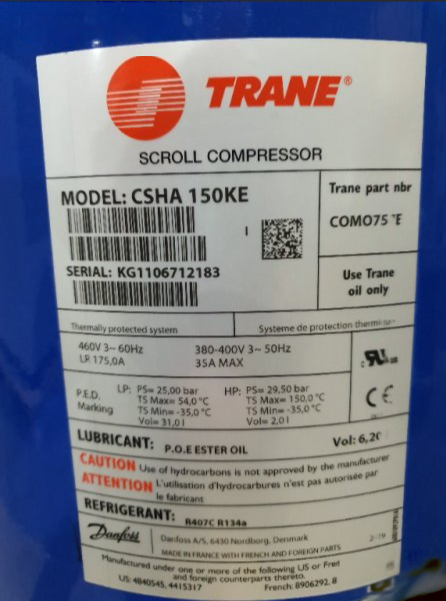 TRANE®
SCROLL COMPRESSOR
MODEL: CSHA 150KE
SERIAL: KG1106712183
Trane part nbr
Use Trane
oil only
Thermally protected system
Systeme de protection
460V 3~ 60Hz
LR 175,0A
380-400V 3~ 50Hz
35A MAX
P.E.D.
Marking
LP: PS= 25,00 bar
TS Max= 54,0°C
TS Min= -35,0°C
Vol= 31,0l
HP: PS= 29,50 bar
TS Max= 150,0°C
TS Min= -35,0°C
Vol= 2,0l
CE
LUBRICANT: P.O.E ESTER OIL
Vol:
CAUTION Use of hydrocarbons is not approved by the manufacturer
ATTENTION L'utilisation d'hydrocarbures n'est pas autorisée par
le fabricant
REFRIGERANT: R407C R134a
Danfoss
Danfoss A/S, 6430 Nordborg, Denmark
MADE IN FRANCE WITH FRENCH AND FOREIGN PARTS
Manufactured under one or more of the following US or
and foreign counterparts thereto.
US: 4840545, 4415317
French: 8906292, 8